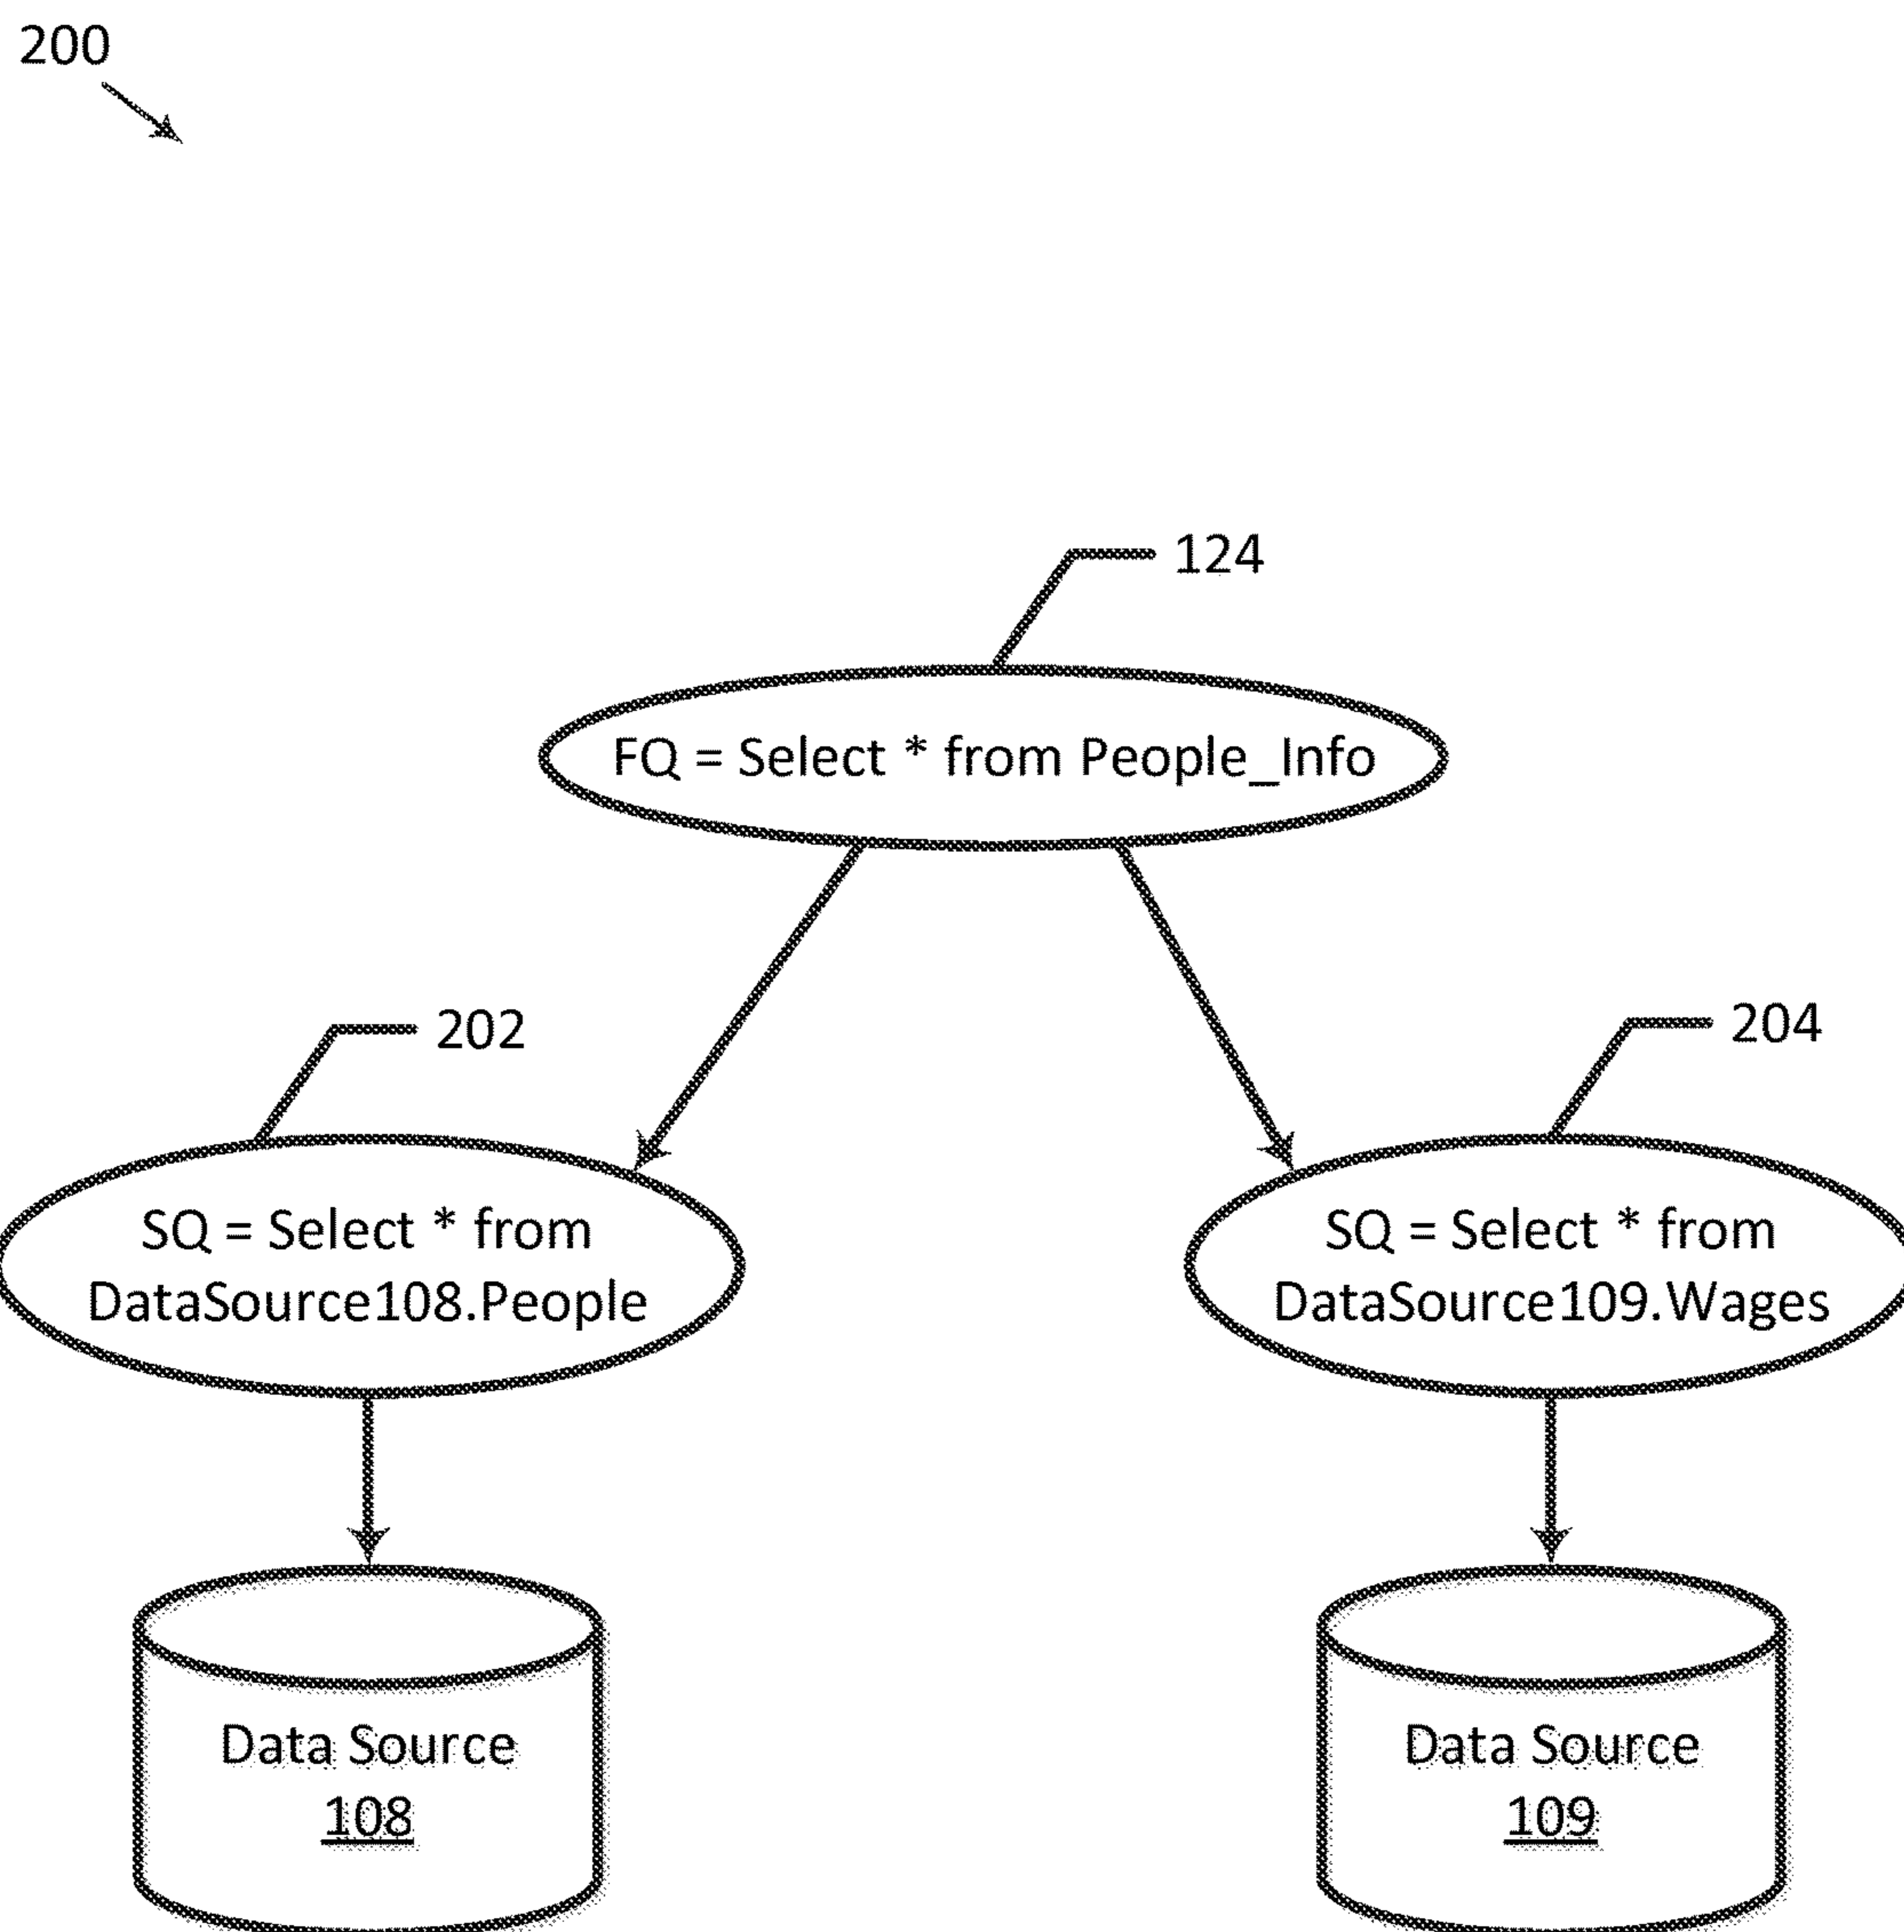 200
124
FQ = Select * from People_Info
202
204
SQ = Select * from
DataSource108.People
SQ = Select * from
DataSource109.Wages
Data Source
108
Data Source
109